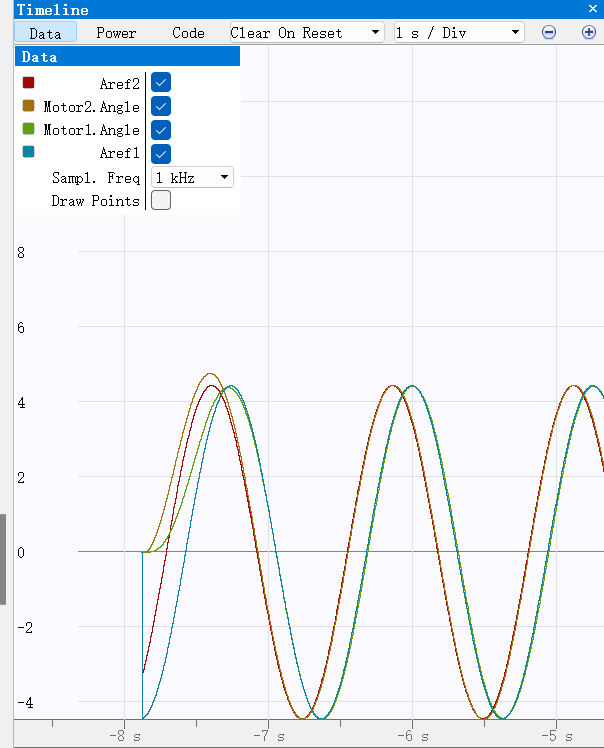 Timeline
Data Power Code Clear On Reset 1 s / Div
Data
Aref2
Motor2.Angle
Motor1.Angle
Aref1
Sampl. Freq 1 kHz
Draw Points
8
6
4
2
0
-2
-4
-8 s -7 s -6 s -5 s